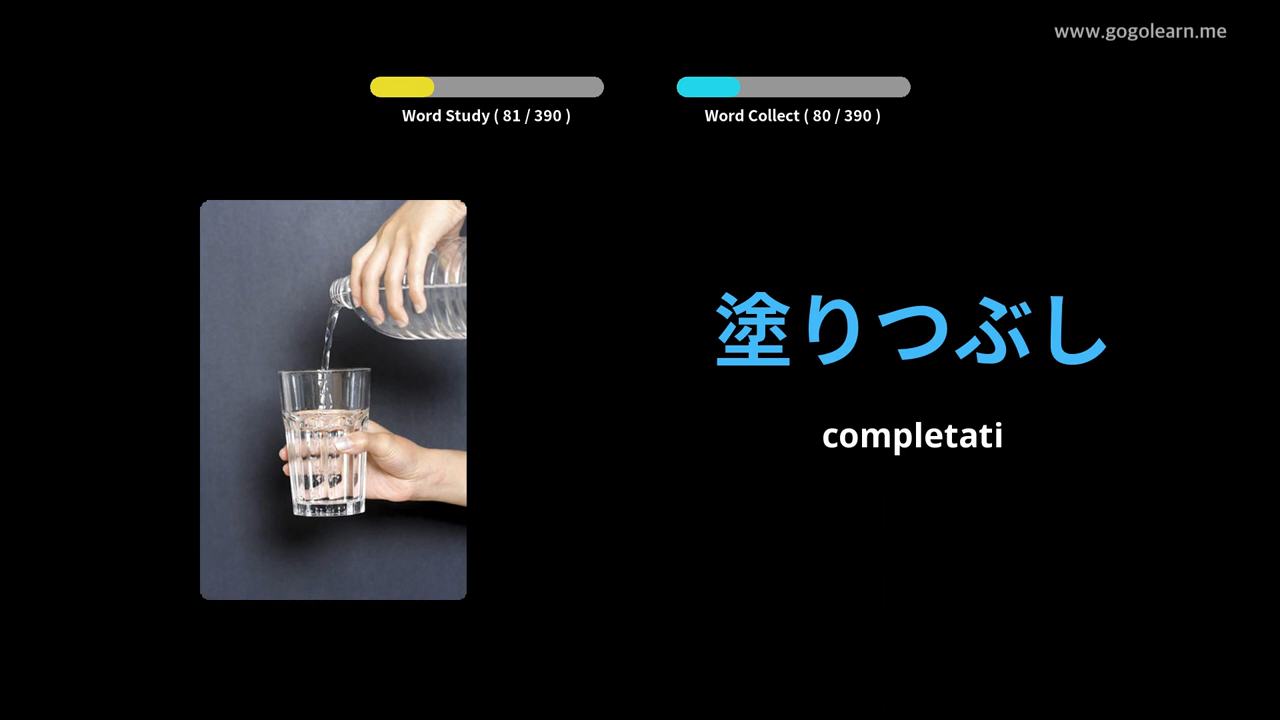 www.gogolearn.me
Word Study ( 81 / 390 )
Word Collect ( 80 / 390 )
塗りつぶし
completati